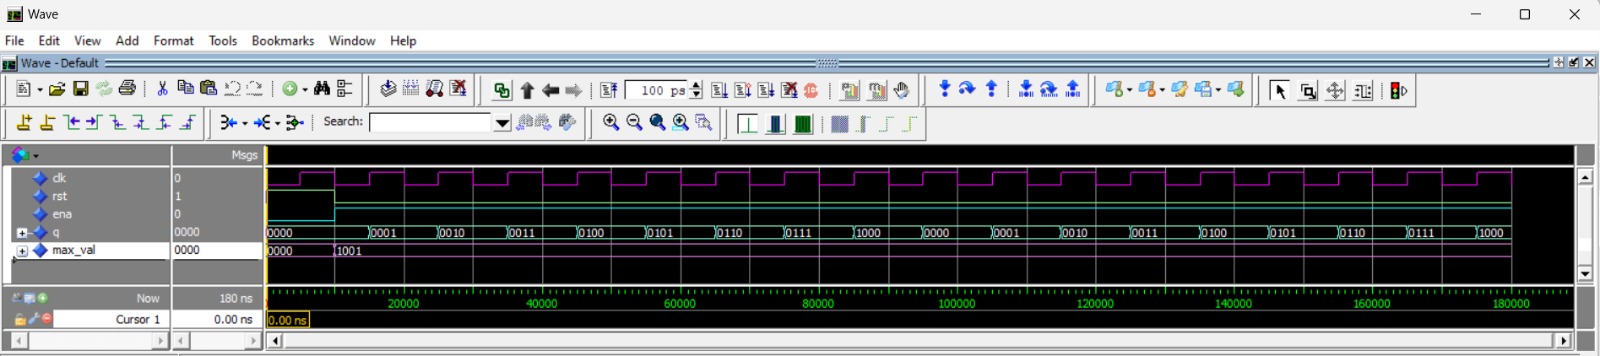 Wave
File Edit View Add Format Tools Bookmarks Window Help
Wave - Default
100 ps
Search:
Msgs
clk 0
rst 1
ena 0
q 0000 0000 0001 0010 0011 0100 0101 0110 0111 1000 0000 0001 0010 0011 0100 0101 0110 0111 1000
max_val 0000 0000 1001
Now 180 ns 20000 40000 60000 80000 100000 120000 140000 160000 180000
Cursor 1 0.00 ns 0.00 ns